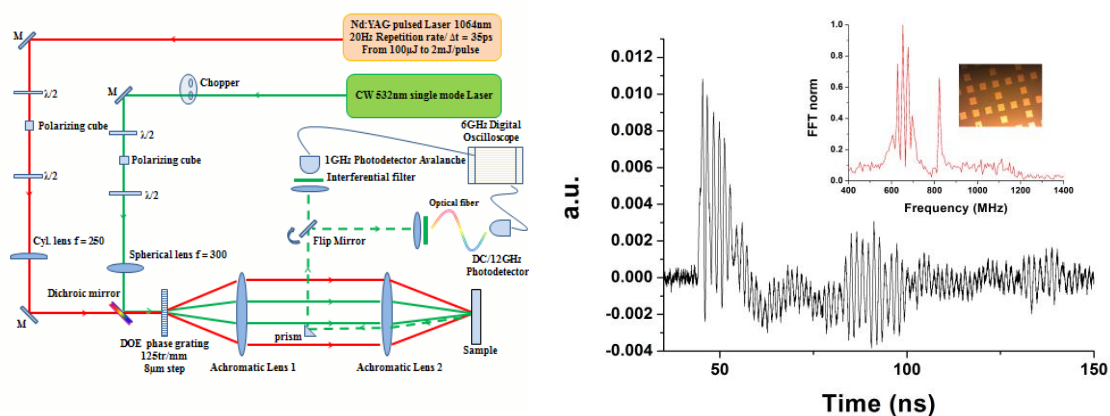 Nd:YAG pulsed Laser 1064nm
20Hz Repetition rate/ Δt = 35ps
From 100μJ to 2mJ/pulse
M
Chopper
CW 532nm single mode Laser
M
λ/2
λ/2
6GHz Digital
Oscilloscope
Polarizing cube
1GHz Photodetector Avalanche
Polarizing cube
Interferential filter
λ/2
λ/2
Optical fiber
Flip Mirror
Cyl. lens f = 250
Spherical lens f = 300
DC/12GHz
Photodetector
Dichroic mirror
M
prism
DOE phase grating
125tr/mm
8μm step
Achromatic Lens 1
Achromatic Lens 2
Sample
0.012
0.010
0.008
0.006
0.004
0.002
0.000
-0.002
-0.004
a.u.
50
100
150
Time (ns)
1.0
0.8
0.6
0.4
0.2
0.0
FFT norm
400
600
800
1000
1200
1400
Frequency (MHz)